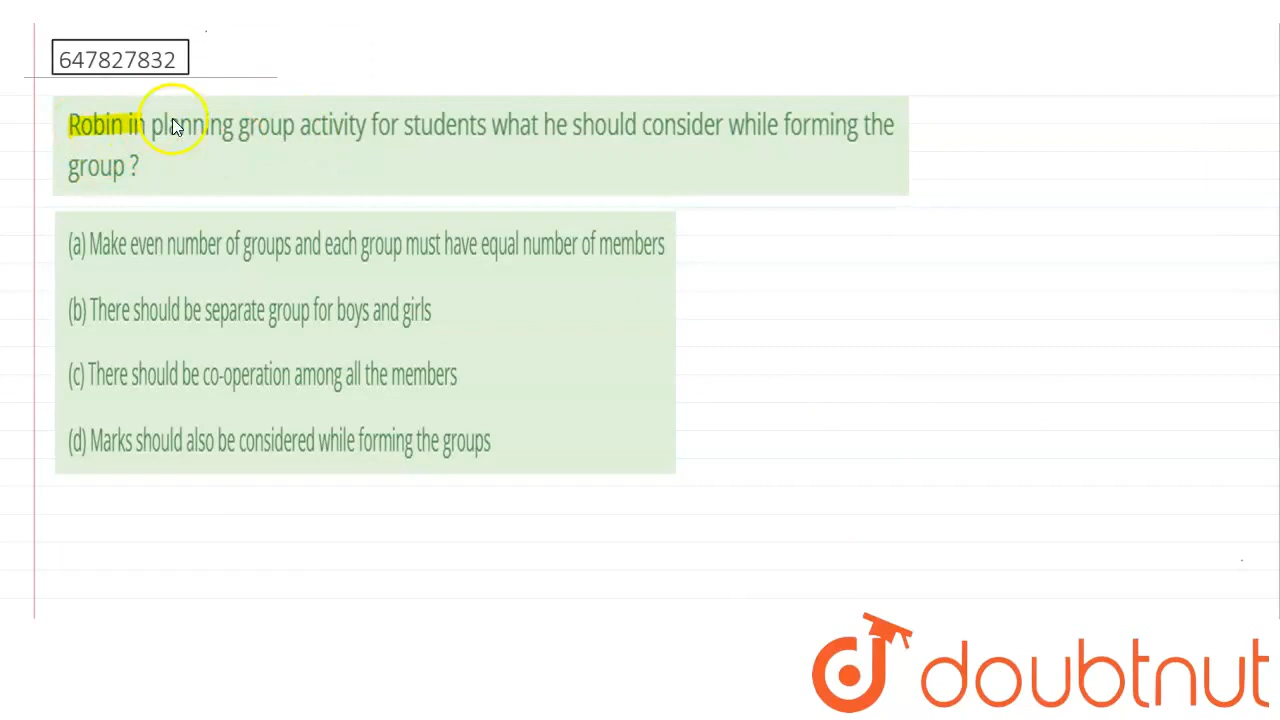 647827832
Robin in planning group activity for students what he should consider while forming the
group ?
(a) Make even number of groups and each group must have equal number of members
(b) There should be separate group for boys and girls
(c) There should be co-operation among all the members
(d) Marks should also be considered while forming the groups
doubtnut